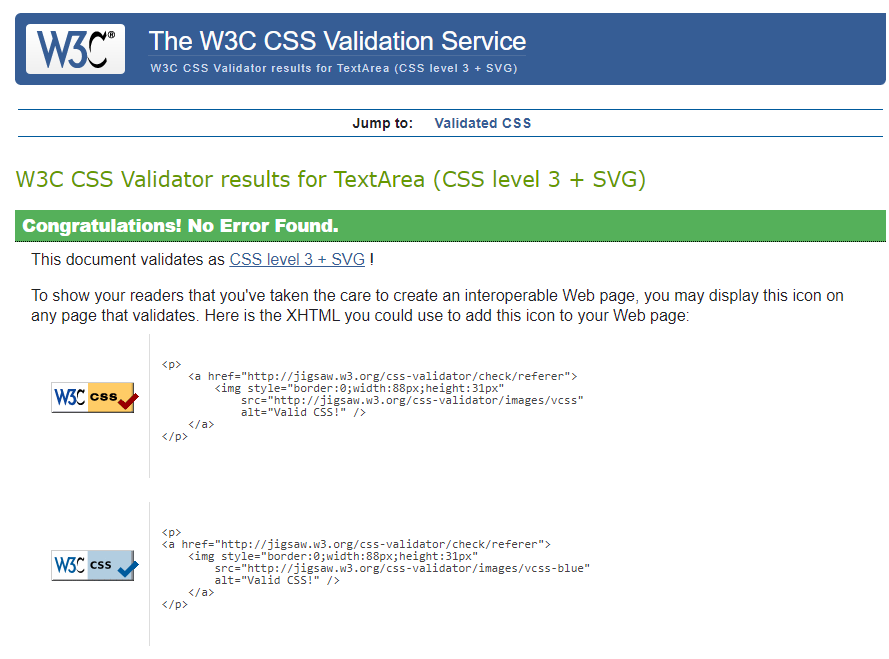 W3C®
The W3C CSS Validation Service
W3C CSS Validator results for TextArea (CSS level 3 + SVG)
Jump to: Validated CSS
W3C CSS Validator results for TextArea (CSS level 3 + SVG)
Congratulations! No Error Found.
This document validates as CSS level 3 + SVG !
To show your readers that you've taken the care to create an interoperable Web page, you may display this icon on
any page that validates. Here is the XHTML you could use to add this icon to your Web page:
W3C css
<p>
    <a href="http://jigsaw.w3.org/css-validator/check/referer">
        <img style="border:0;width:88px;height:31px"
            src="http://jigsaw.w3.org/css-validator/images/vcss"
            alt="Valid CSS!" />
    </a>
</p>
W3C css
<p>
<a href="http://jigsaw.w3.org/css-validator/check/referer">
    <img style="border:0;width:88px;height:31px"
        src="http://jigsaw.w3.org/css-validator/images/vcss-blue"
        alt="Valid CSS!" />
    </a>
</p>